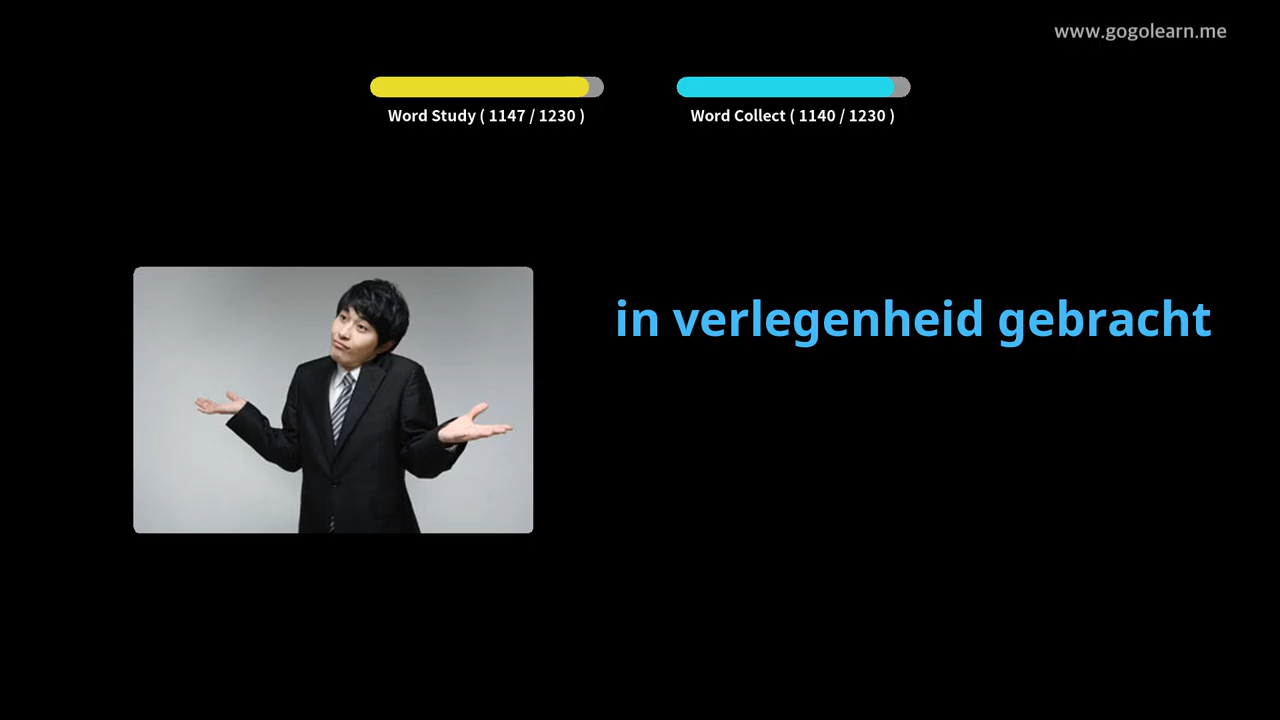 www.gogolearn.me
Word Study ( 1147 / 1230 )
Word Collect ( 1140 / 1230 )
in verlegenheid gebracht